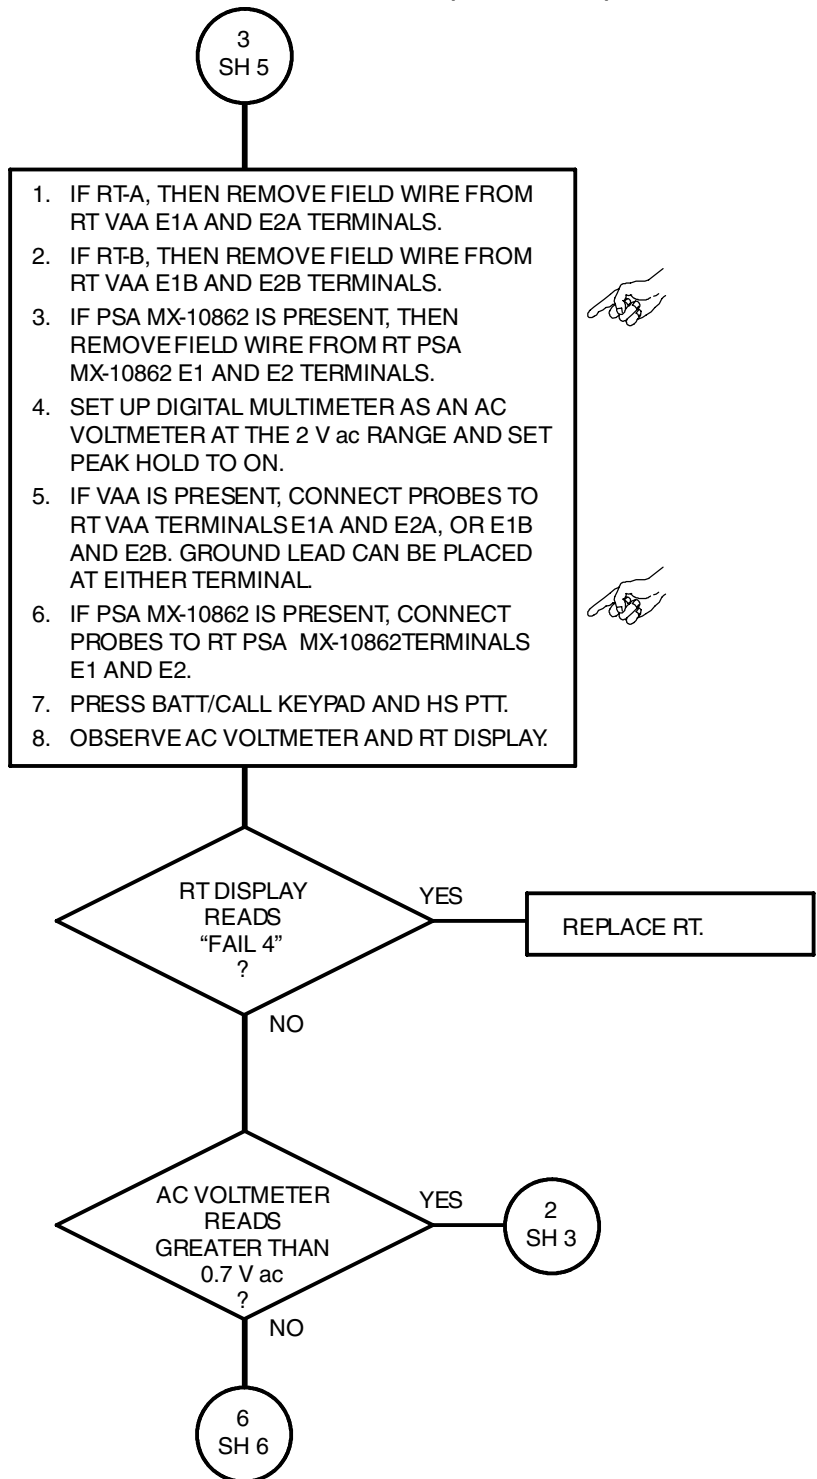 3
SH 5
1. IF RT-A, THEN REMOVE FIELD WIRE FROM
RT VAA E1A AND E2A TERMINALS.
2. IF RT-B, THEN REMOVE FIELD WIRE FROM
RT VAA E1B AND E2B TERMINALS.
3. IF PSA MX-10862 IS PRESENT, THEN
REMOVE FIELD WIRE FROM RT PSA
MX-10862 E1 AND E2 TERMINALS.
4. SET UP DIGITAL MULTIMETER AS AN AC
VOLTMETER AT THE 2 V ac RANGE AND SET
PEAK HOLD TO ON.
5. IF VAA IS PRESENT, CONNECT PROBES TO
RT VAA TERMINALS E1A AND E2A, OR E1B
AND E2B. GROUND LEAD CAN BE PLACED
AT EITHER TERMINAL.
6. IF PSA MX-10862 IS PRESENT, CONNECT
PROBES TO RT PSA MX-10862 TERMINALS
E1 AND E2.
7. PRESS BATT/CALL KEYPAD AND HS PTT.
8. OBSERVE AC VOLTMETER AND RT DISPLAY.
RT DISPLAY
READS
“FAIL 4”
?
YES
REPLACE RT.
NO
AC VOLTMETER
READS
GREATER THAN
0.7 V ac
?
YES
2
SH 3
NO
6
SH 6